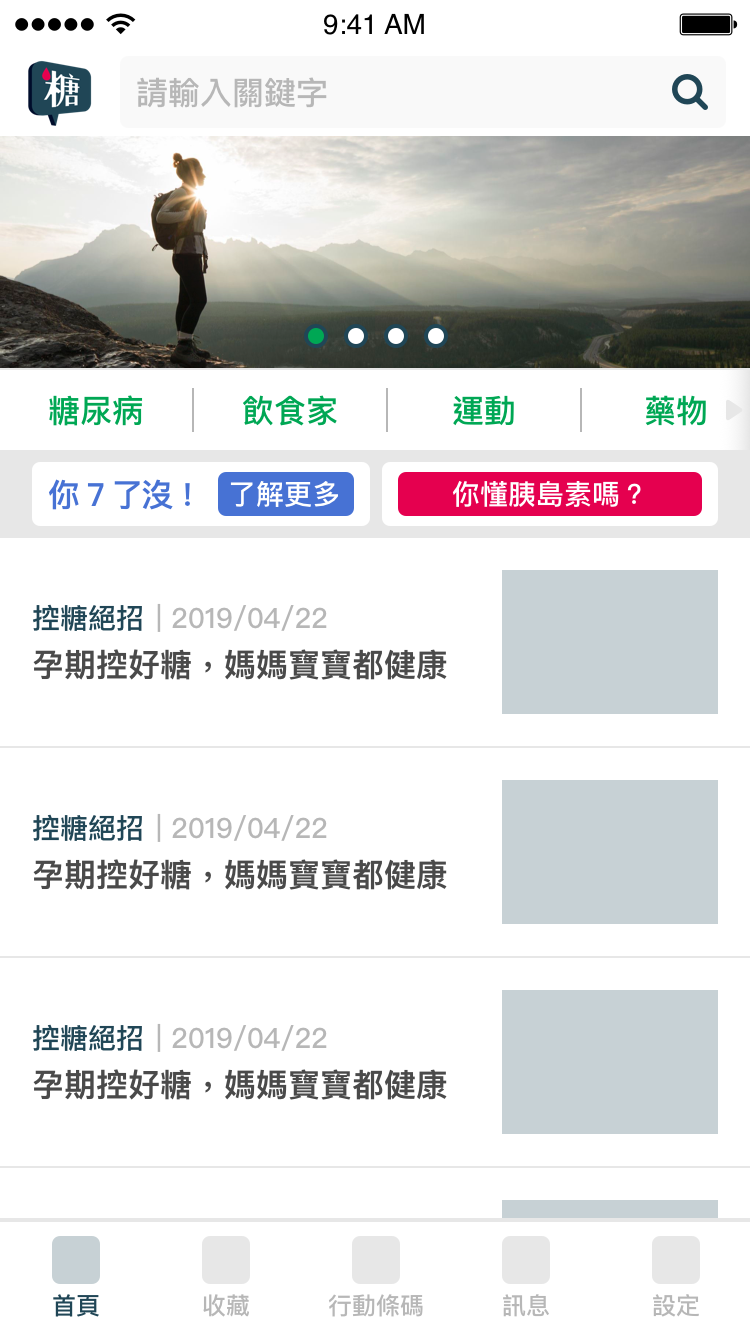 9:41 AM
糖
請輸入關鍵字
糖尿病
飲食家
運動
藥物
你 7 了沒！ 了解更多
你懂胰島素嗎？
控糖絕招｜2019/04/22
孕期控好糖，媽媽寶寶都健康
控糖絕招｜2019/04/22
孕期控好糖，媽媽寶寶都健康
控糖絕招｜2019/04/22
孕期控好糖，媽媽寶寶都健康
首頁
收藏
行動條碼
訊息
設定